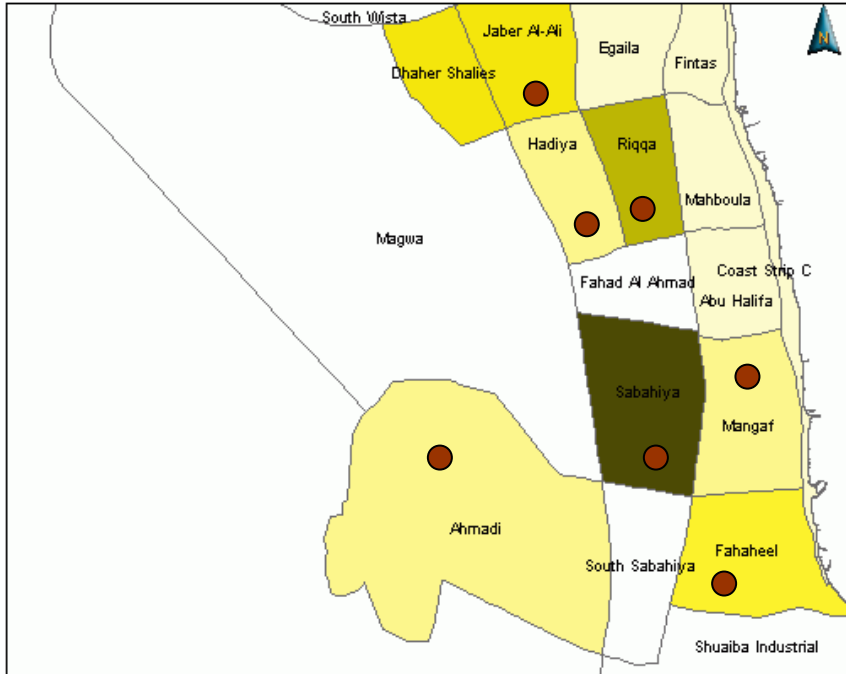 South Wista
Jaber Al-Ali
N
Egaila
Fintas
Dhaher Shalies
Hadiya
Riqqa
Mahboula
Magwa
Coast Strip C
Fahad Al Ahmad
Abu Halifa
Sabahiya
Mangaf
Ahmadi
Fahaheel
South Sabahiya
Shuaiba Industrial